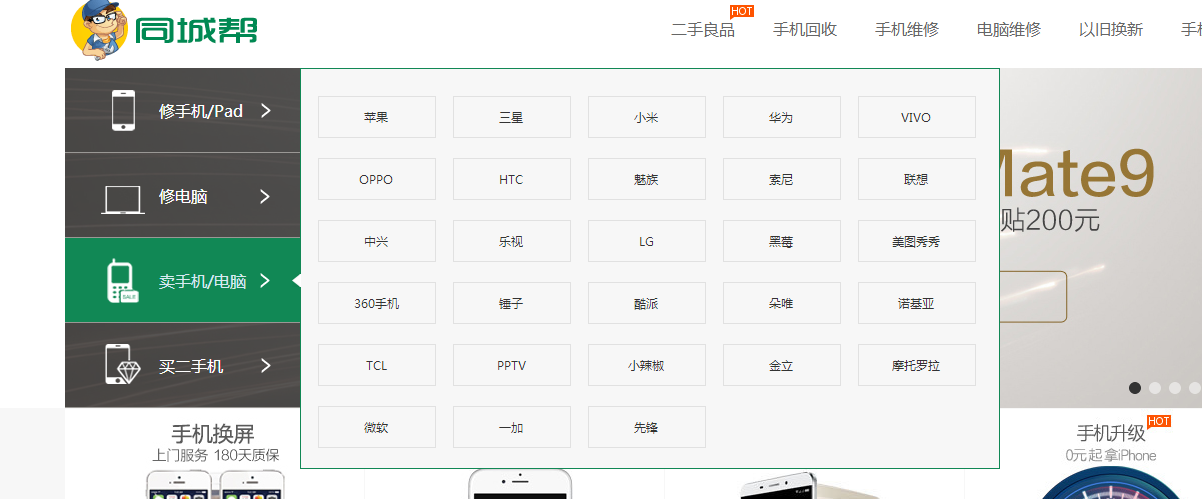 同城帮
二手良品
HOT
手机回收
手机维修
电脑维修
以旧换新
修手机/Pad
修电脑
卖手机/电脑
SALE
买二手机
苹果
三星
小米
华为
VIVO
OPPO
HTC
魅族
索尼
联想
中兴
乐视
LG
黑莓
美图秀秀
360手机
锤子
酷派
朵唯
诺基亚
TCL
PPTV
小辣椒
金立
摩托罗拉
微软
一加
先锋
Mate9
贴200元
手机换屏
上门服务 180天质保
手机升级
HOT
0元起拿iPhone